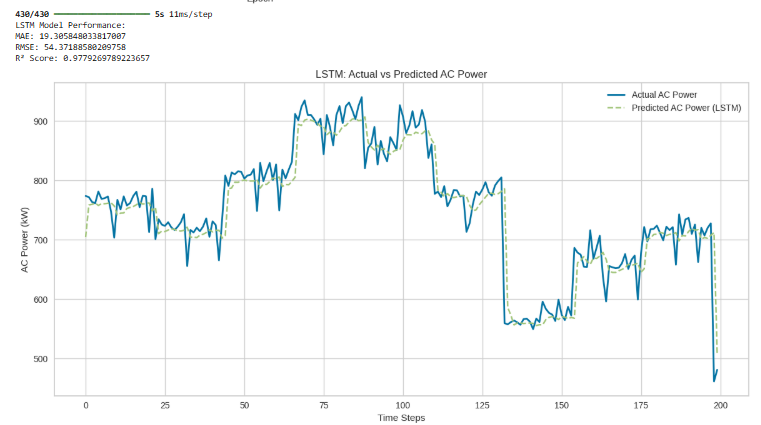 Epoch
430/430 ━━━━━━━━━━━━━━━━━━━━ 5s 11ms/step
LSTM Model Performance:
MAE: 19.305848033817007
RMSE: 54.37188580209758
R² Score: 0.9779269789223657
LSTM: Actual vs Predicted AC Power
Actual AC Power
Predicted AC Power (LSTM)
AC Power (kW)
900
800
700
600
500
0 25 50 75 100 125 150 175 200
Time Steps